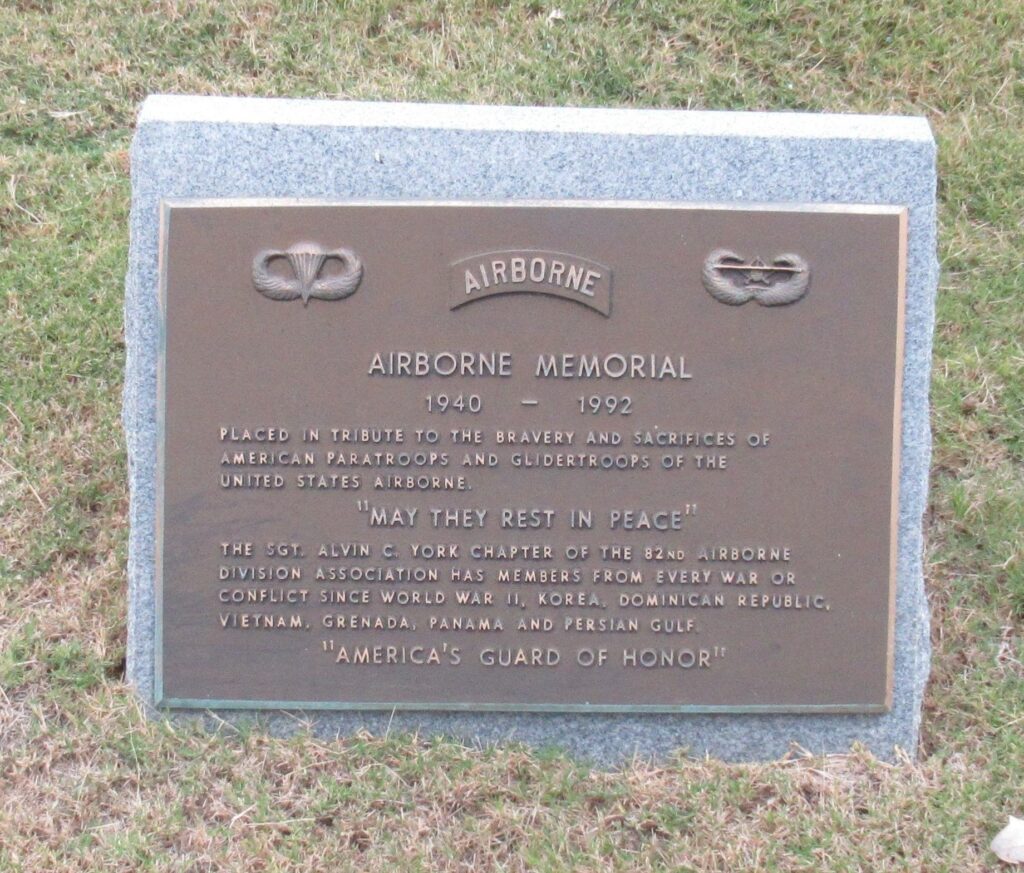 AIRBORNE
AIRBORNE MEMORIAL
1940 – 1992
PLACED IN TRIBUTE TO THE BRAVERY AND SACRIFICES OF
AMERICAN PARATROOPS AND GLIDERTROOPS OF THE
UNITED STATES AIRBORNE.
"MAY THEY REST IN PEACE"
THE SGT. ALVIN C. YORK CHAPTER OF THE 82ND AIRBORNE
DIVISION ASSOCIATION HAS MEMBERS FROM EVERY WAR OR
CONFLICT SINCE WORLD WAR II, KOREA, DOMINICAN REPUBLIC,
VIETNAM, GRENADA, PANAMA AND PERSIAN GULF.
"AMERICA'S GUARD OF HONOR"